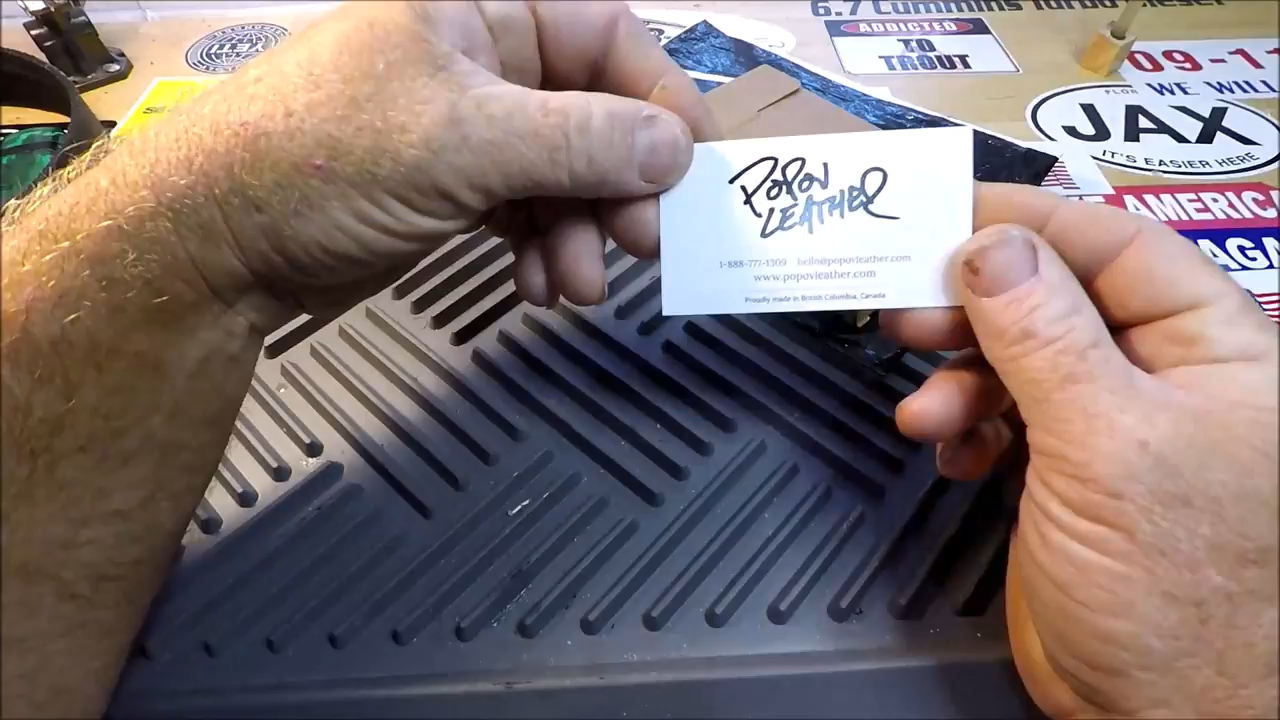 6.7 Cummins Turbo Diesel
YETI
ADDICTED
TO
TROUT
09-11
WE WILL
JAX
IT'S EASIER HERE
AMERICA
AGA
POPOV
LEATHER
1-888-777-1309 hello@popovleather.com
www.popovleather.com
Proudly made in British Columbia, Canada